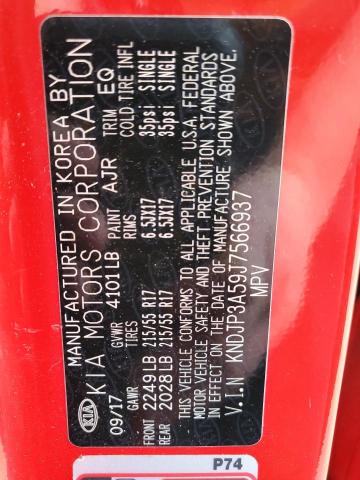 MANUFACTURED IN KOREA BY
KIA KIA MOTORS CORPORATION
09/17 GVWR 4101LB PAINT AJR TRIM EQ
GAWR TIRES RIMS COLD TIRE INFL
FRONT 2249LB 215/55 R17 6.5JX17 35psi SINGLE
REAR 2028LB 215/55 R17 6.5JX17 35psi SINGLE
THIS VEHICLE CONFORMS TO ALL APPLICABLE U.S.A. FEDERAL
MOTOR VEHICLE SAFETY AND THEFT PREVENTION STANDARDS
IN EFFECT ON THE DATE OF MANUFACTURE SHOWN ABOVE.
V.I.N KNDJP3A59J7566937
MPV
P74